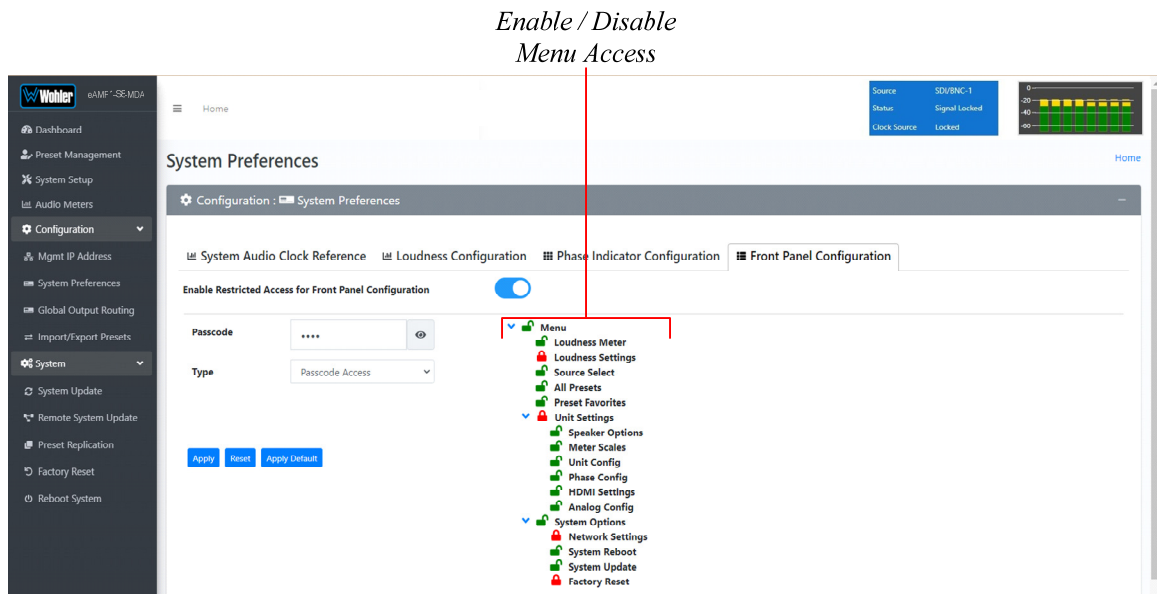 Enable / Disable
Menu Access
Wohler
Home
Source SDI/BNC-1
Status Signal Locked
Clock Source Locked
0
-20
-40
-∞
Dashboard
Preset Management
System Setup
Audio Meters
Configuration
Mgmt IP Address
System Preferences
Global Output Routing
Import/Export Presets
System
System Update
Remote System Update
Preset Replication
Factory Reset
Reboot System
System Preferences
Home
Configuration : System Preferences
System Audio Clock Reference Loudness Configuration Phase Indicator Configuration Front Panel Configuration
Enable Restricted Access for Front Panel Configuration
Passcode ••••
Type Passcode Access
Apply Reset Apply Default
Menu
Loudness Meter
Loudness Settings
Source Select
All Presets
Preset Favorites
Unit Settings
Speaker Options
Meter Scales
Unit Config
Phase Config
HDMI Settings
Analog Config
System Options
Network Settings
System Reboot
System Update
Factory Reset